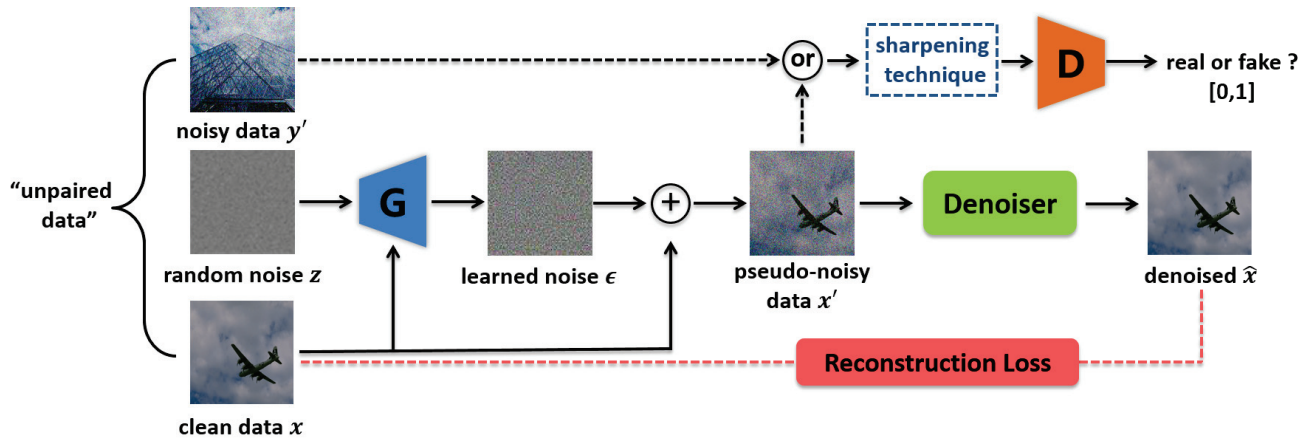 noisy data y′
"unpaired
data"
random noise z
clean data x
G
learned noise ϵ
+
or
sharpening
technique
D
real or fake ?
[0,1]
pseudo-noisy
data x′
Denoiser
denoised x̂
Reconstruction Loss